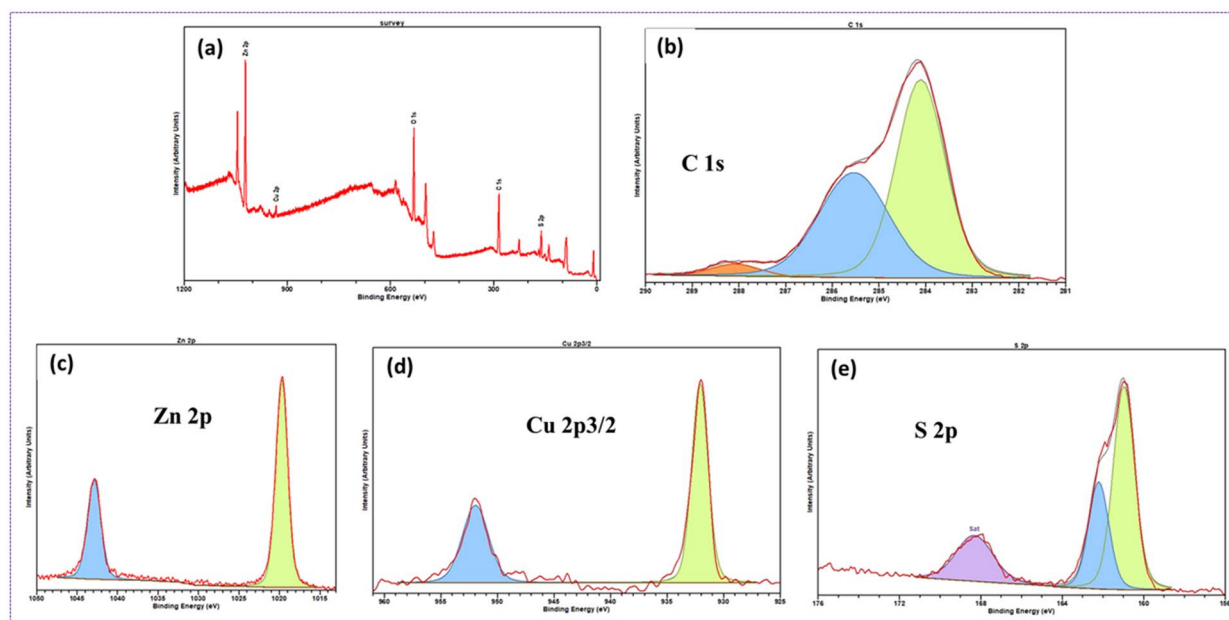 survey
(a)
Zn 2p
Cu 2p
O 1s
C 1s
S 2p
Intensity (Arbitrary Units)
1200 900 600 300 0
Binding Energy (eV)
C 1s
(b)
C 1s
Intensity (Arbitrary Units)
290 289 288 287 286 285 284 283 282 281
Binding Energy (eV)
Zn 2p
(c)
Zn 2p
Intensity (Arbitrary Units)
1050 1045 1040 1035 1030 1025 1020 1015
Binding Energy (eV)
Cu 2p3/2
(d)
Cu 2p3/2
Intensity (Arbitrary Units)
960 955 950 945 940 935 930 925
Binding Energy (eV)
S 2p
(e)
S 2p
Sat
Intensity (Arbitrary Units)
176 172 168 164 160 156
Binding Energy (eV)